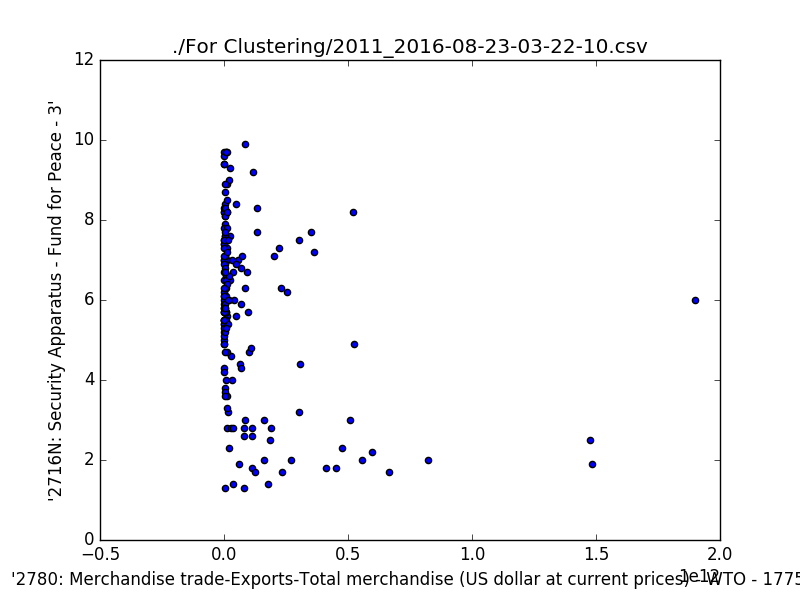 ./For Clustering/2011_2016-08-23-03-22-10.csv
12
10
8
6
4
2
0
'2716N: Security Apparatus - Fund for Peace - 3'
−0.5 0.0 0.5 1.0 1.5 2.0
1e12
'2780: Merchandise trade-Exports-Total merchandise (US dollar at current prices) - WTO - 1775